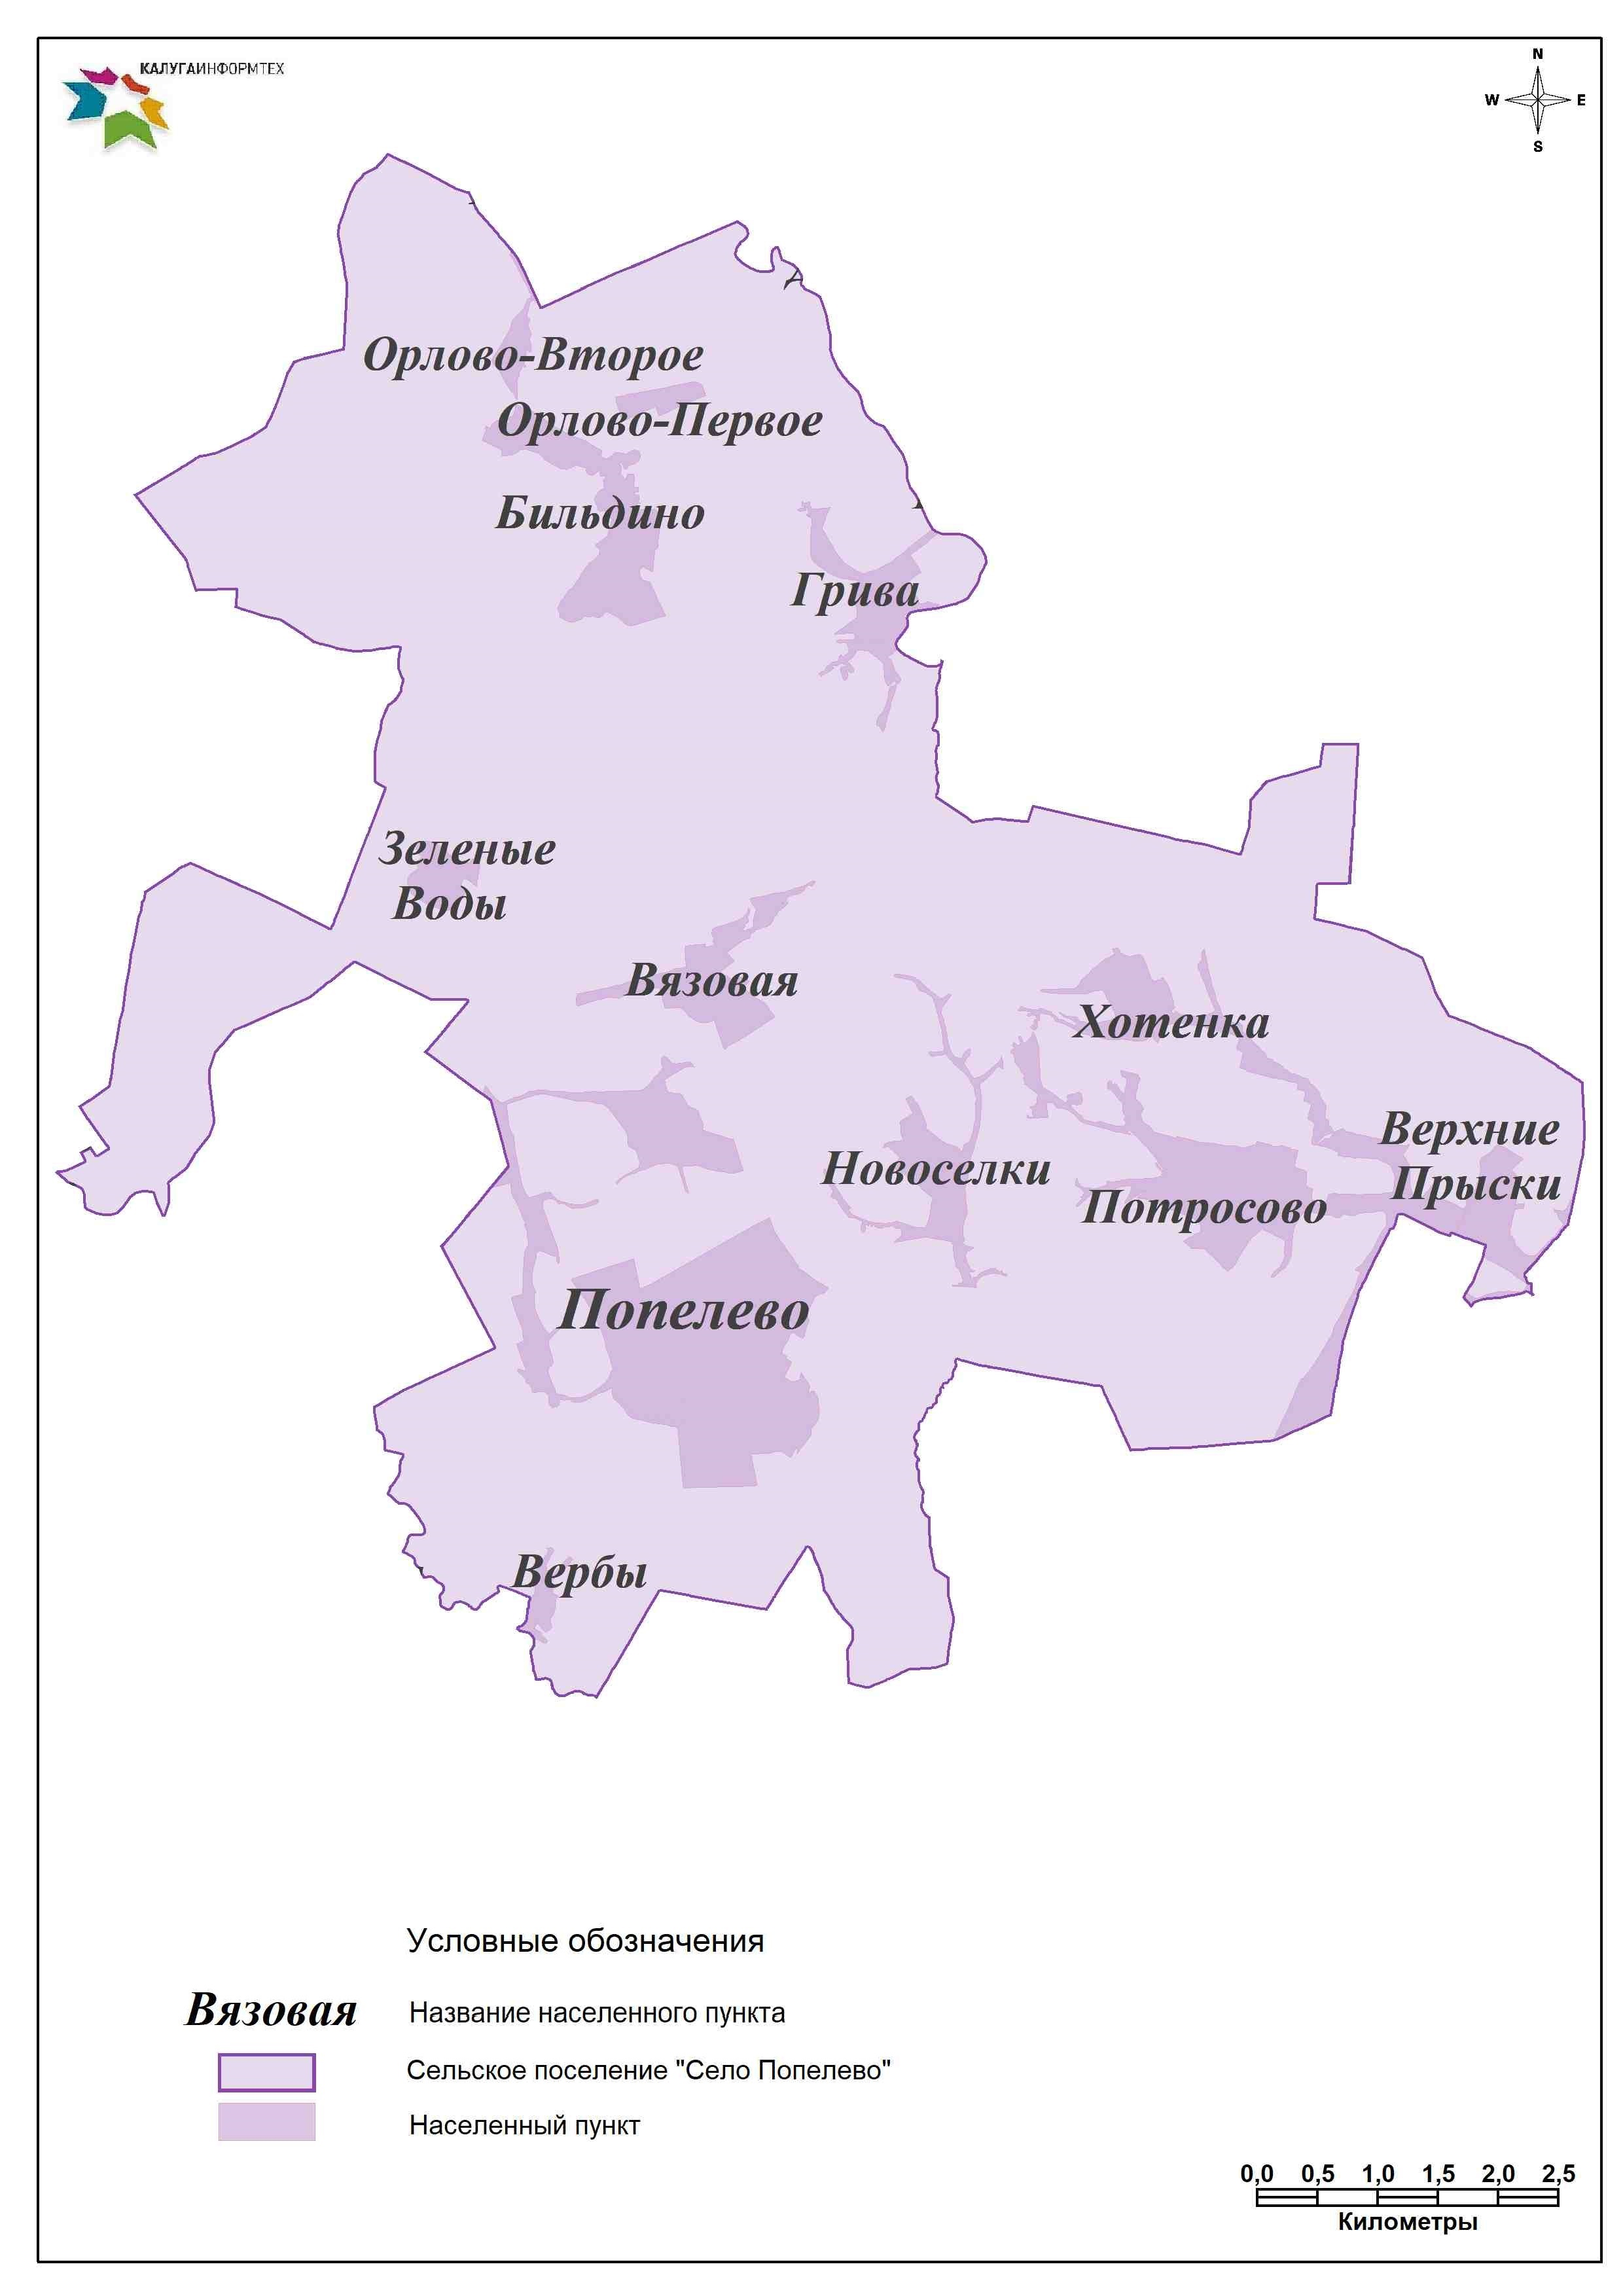 КАЛУГАИНФОРМТЕХ
N
W E
S
Орлово-Второе
Орлово-Первое
Бильдино
Грива
Зеленые
Воды
Вязовая
Хотенка
Верхние
Прыски
Новоселки
Потросово
Попелево
Вербы
Условные обозначения
Вязовая Название населенного пункта
Сельское поселение "Село Попелево"
Населенный пункт
0,0 0,5 1,0 1,5 2,0 2,5
Километры